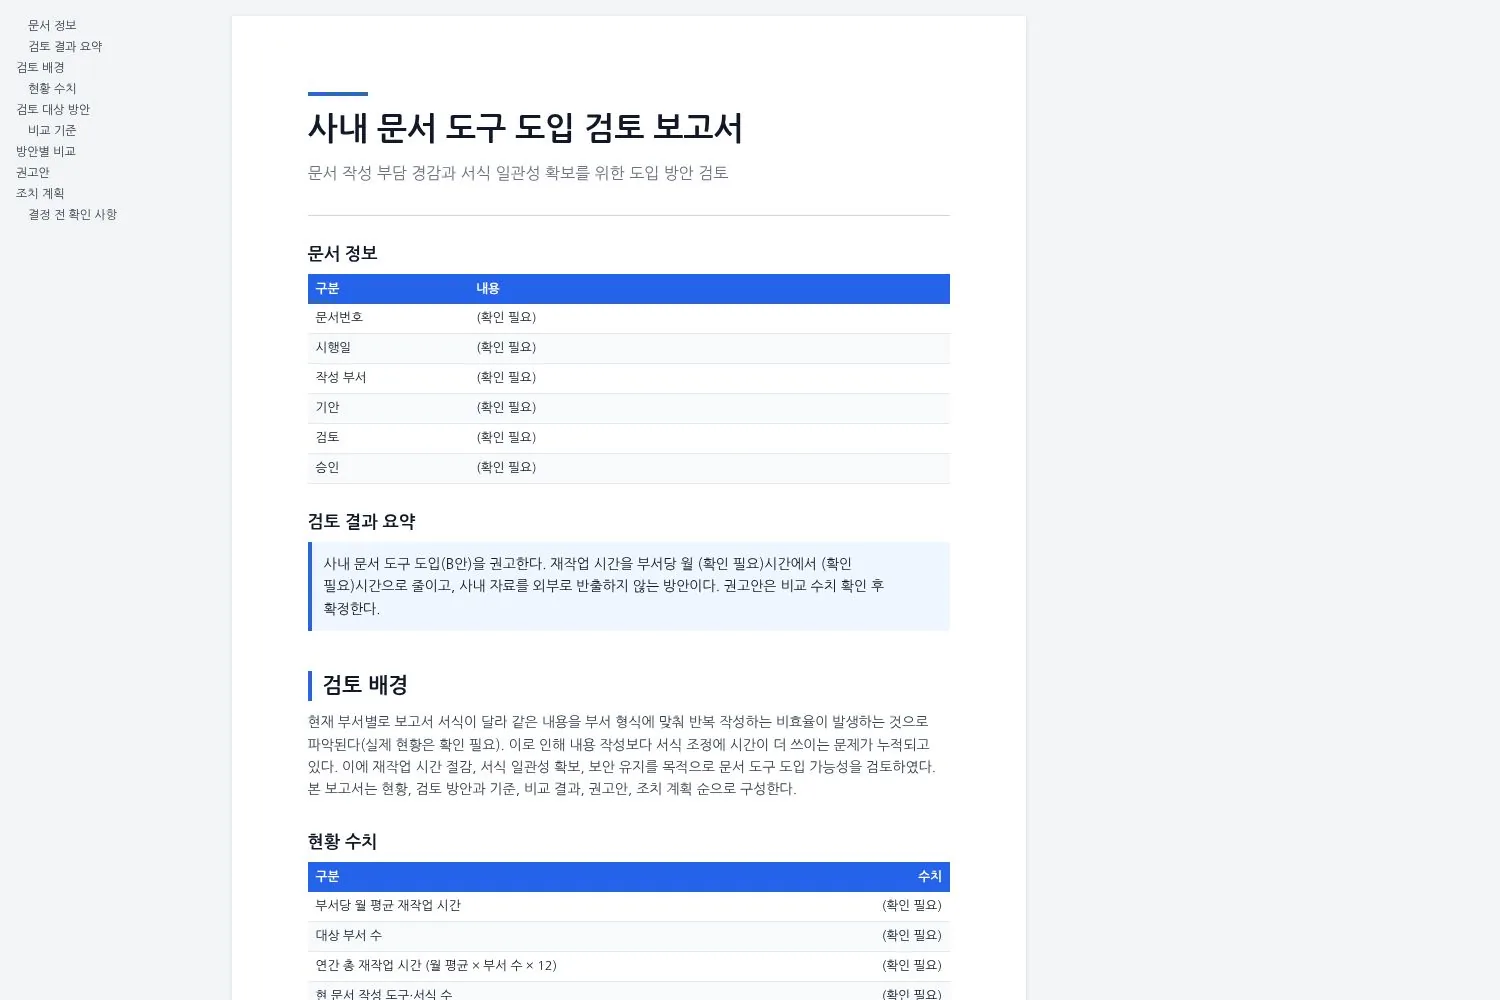 문서 정보
검토 결과 요약
검토 배경
현황 수치
검토 대상 방안
비교 기준
방안별 비교
권고안
조치 계획
결정 전 확인 사항
사내 문서 도구 도입 검토 보고서
문서 작성 부담 경감과 서식 일관성 확보를 위한 도입 방안 검토
문서 정보
구분 내용
문서번호 (확인 필요)
시행일 (확인 필요)
작성 부서 (확인 필요)
기안 (확인 필요)
검토 (확인 필요)
승인 (확인 필요)
검토 결과 요약
사내 문서 도구 도입(B안)을 권고한다. 재작업 시간을 부서당 월 (확인 필요)시간에서 (확인
필요)시간으로 줄이고, 사내 자료를 외부로 반출하지 않는 방안이다. 권고안은 비교 수치 확인 후
확정한다.
검토 배경
현재 부서별로 보고서 서식이 달라 같은 내용을 부서 형식에 맞춰 반복 작성하는 비효율이 발생하는 것으로
파악된다(실제 현황은 확인 필요). 이로 인해 내용 작성보다 서식 조정에 시간이 더 쓰이는 문제가 누적되고
있다. 이에 재작업 시간 절감, 서식 일관성 확보, 보안 유지를 목적으로 문서 도구 도입 가능성을 검토하였다.
본 보고서는 현황, 검토 방안과 기준, 비교 결과, 권고안, 조치 계획 순으로 구성한다.
현황 수치
구분 수치
부서당 월 평균 재작업 시간 (확인 필요)
대상 부서 수 (확인 필요)
연간 총 재작업 시간 (월 평균 × 부서 수 × 12) (확인 필요)
현 문서 작성 도구·서식 수 (확인 필요)